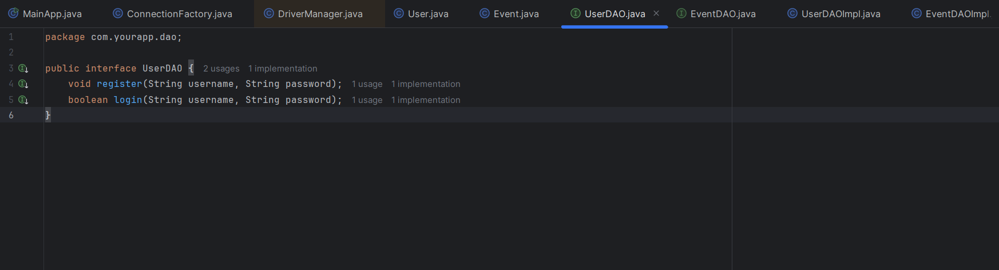 MainApp.java ConnectionFactory.java DriverManager.java User.java Event.java UserDAO.java EventDAO.java UserDAOImpl.java EventDAOImpl.
1 package com.yourapp.dao;
2
3 public interface UserDAO { 2 usages 1 implementation
4 void register(String username, String password); 1 usage 1 implementation
5 boolean login(String username, String password); 1 usage 1 implementation
6 }